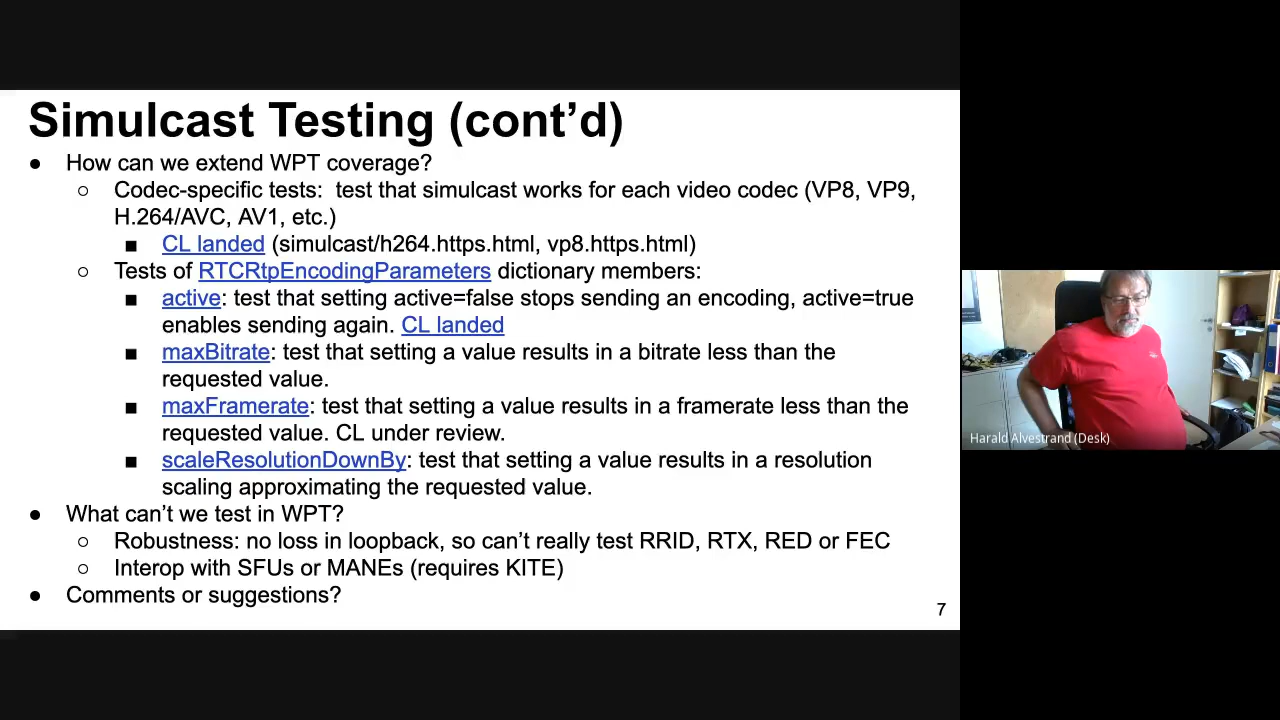 Simulcast Testing (cont’d)
● How can we extend WPT coverage?
○ Codec-specific tests: test that simulcast works for each video codec (VP8, VP9,
H.264/AVC, AV1, etc.)
■ CL landed (simulcast/h264.https.html, vp8.https.html)
○ Tests of RTCRtpEncodingParameters dictionary members:
■ active: test that setting active=false stops sending an encoding, active=true
enables sending again. CL landed
■ maxBitrate: test that setting a value results in a bitrate less than the
requested value.
■ maxFramerate: test that setting a value results in a framerate less than the
requested value. CL under review.
■ scaleResolutionDownBy: test that setting a value results in a resolution
scaling approximating the requested value.
● What can’t we test in WPT?
○ Robustness: no loss in loopback, so can’t really test RRID, RTX, RED or FEC
○ Interop with SFUs or MANEs (requires KITE)
● Comments or suggestions?
7
Harald Alvestrand (Desk)